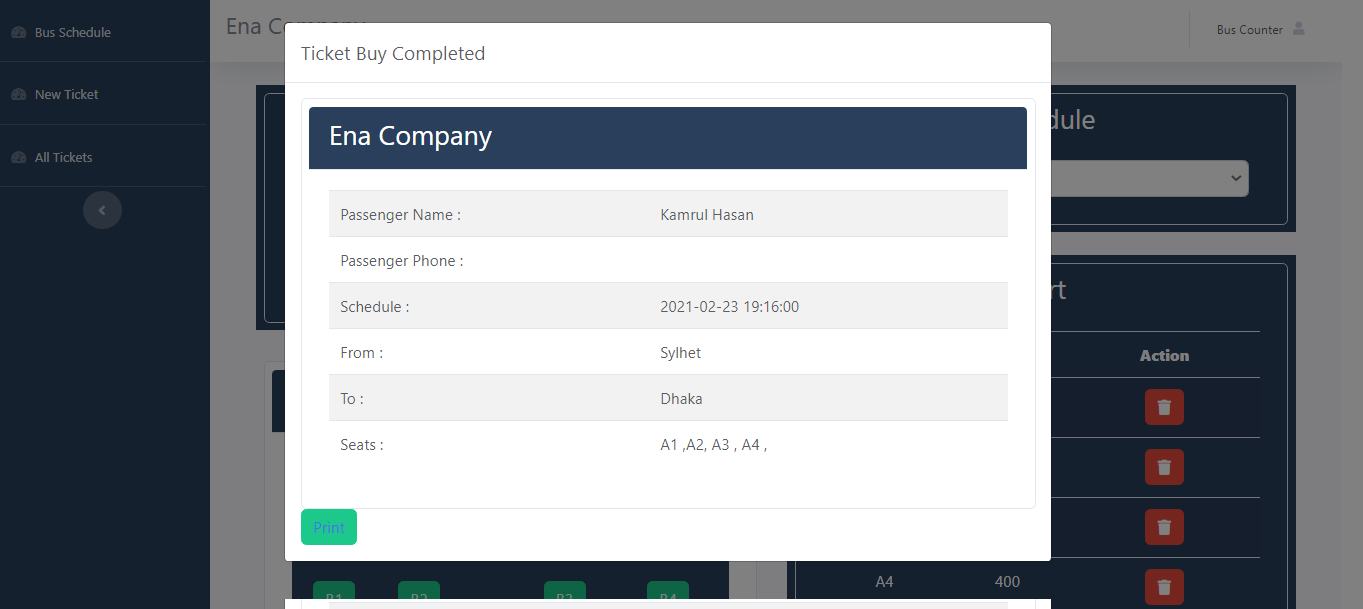 Bus Schedule
New Ticket
All Tickets
Ena Company
Bus Counter
Ticket Buy Completed
Ena Company
Passenger Name : Kamrul Hasan
Passenger Phone :
Schedule : 2021-02-23 19:16:00
From : Sylhet
To : Dhaka
Seats : A1 ,A2, A3 , A4 ,
Print
Action
A4 400
B1 B2 B3 B4